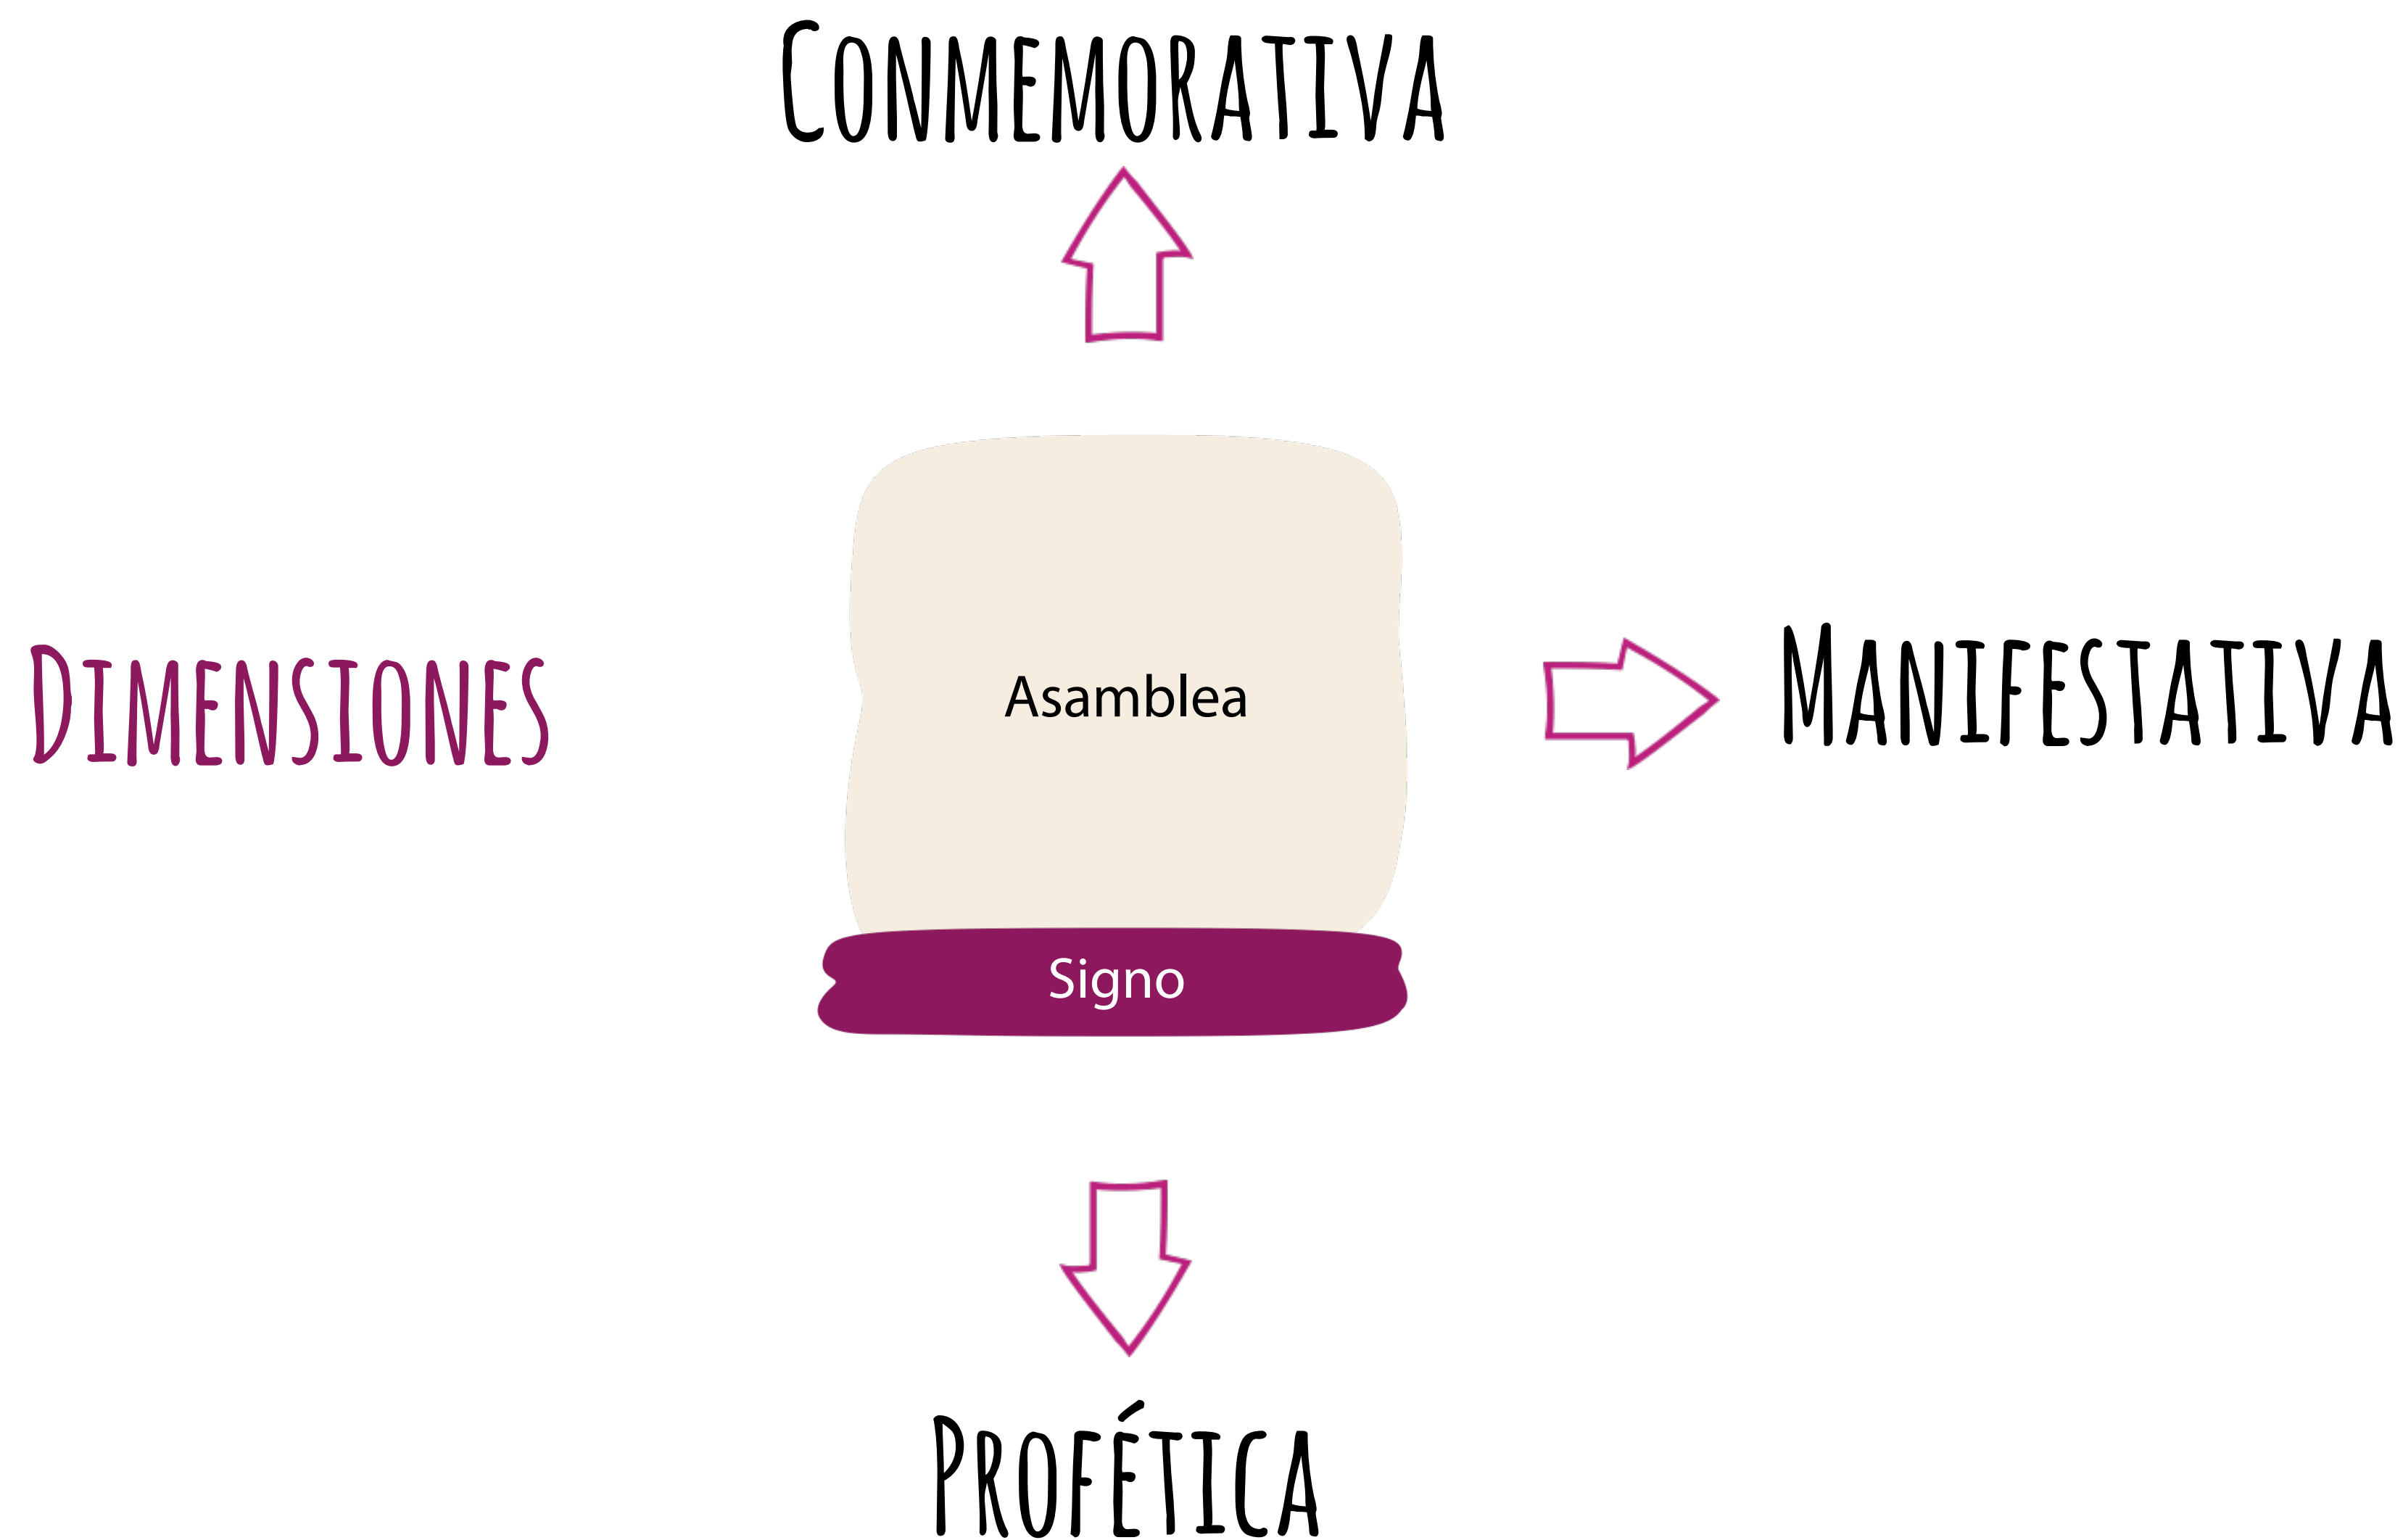 Conmemorativa
Dimensiones
Asamblea
Manifestativa
Signo
Profética